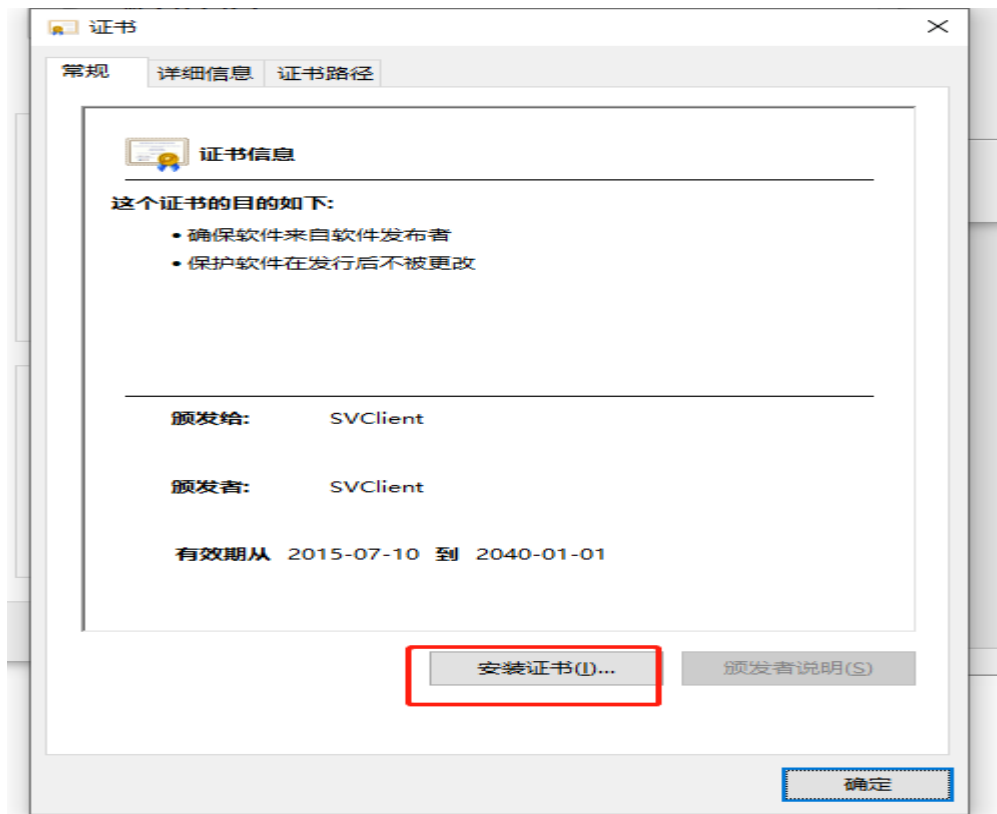 证书
常规 详细信息 证书路径
证书信息
这个证书的目的如下:
• 确保软件来自软件发布者
• 保护软件在发行后不被更改
颁发给: SVClient
颁发者: SVClient
有效期从 2015-07-10 到 2040-01-01
安装证书(I)... 颁发者说明(S)
确定